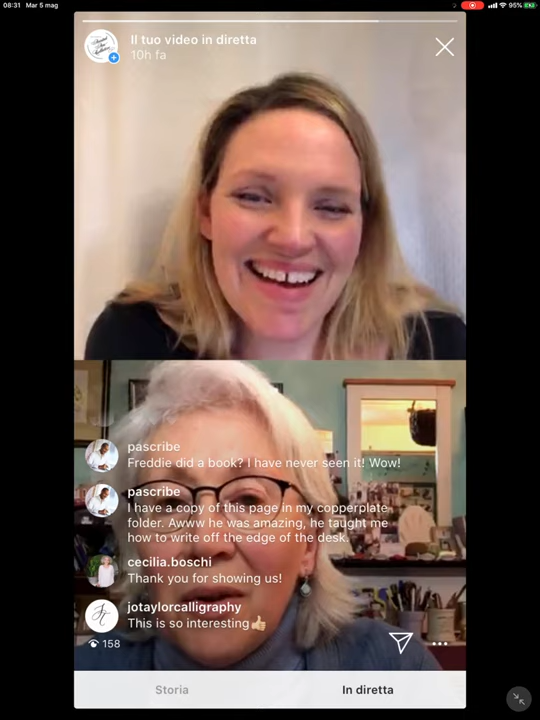 08:31 Mar 5 mag
95%
Il tuo video in diretta
10h fa
pascribe
Freddie did a book? I have never seen it! Wow!
pascribe
I have a copy of this page in my copperplate
folder. Awww he was amazing, he taught me
how to write off the edge of the desk.
cecilia.boschi
Thank you for showing us!
jotaylorcalligraphy
This is so interesting👍🏼
158
Storia
In diretta